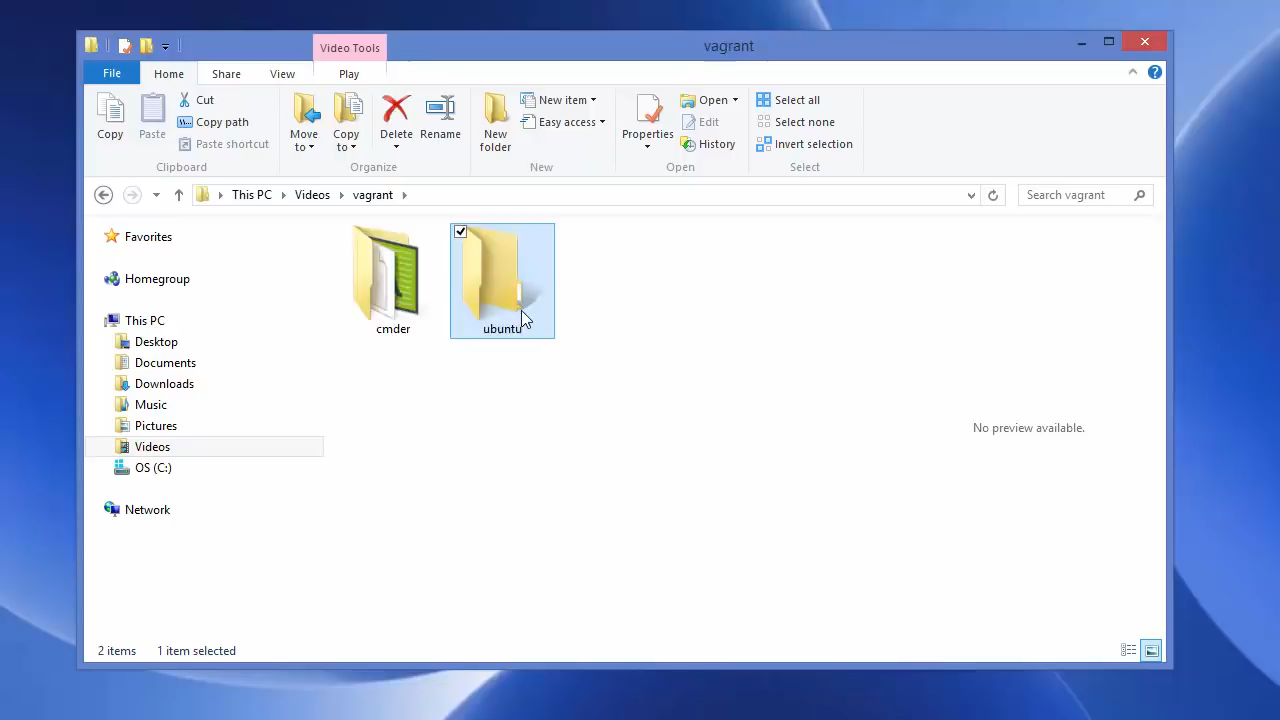 Video Tools
vagrant
File
Home
Share
View
Play
Copy
Paste
Cut
Copy path
Paste shortcut
Clipboard
Move to
Copy to
Delete
Rename
Organize
New folder
New item
Easy access
New
Properties
Open
Edit
History
Open
Select all
Select none
Invert selection
Select
This PC
Videos
vagrant
Search vagrant
Favorites
Homegroup
This PC
Desktop
Documents
Downloads
Music
Pictures
Videos
OS (C:)
Network
cmder
ubuntu
No preview available.
2 items
1 item selected